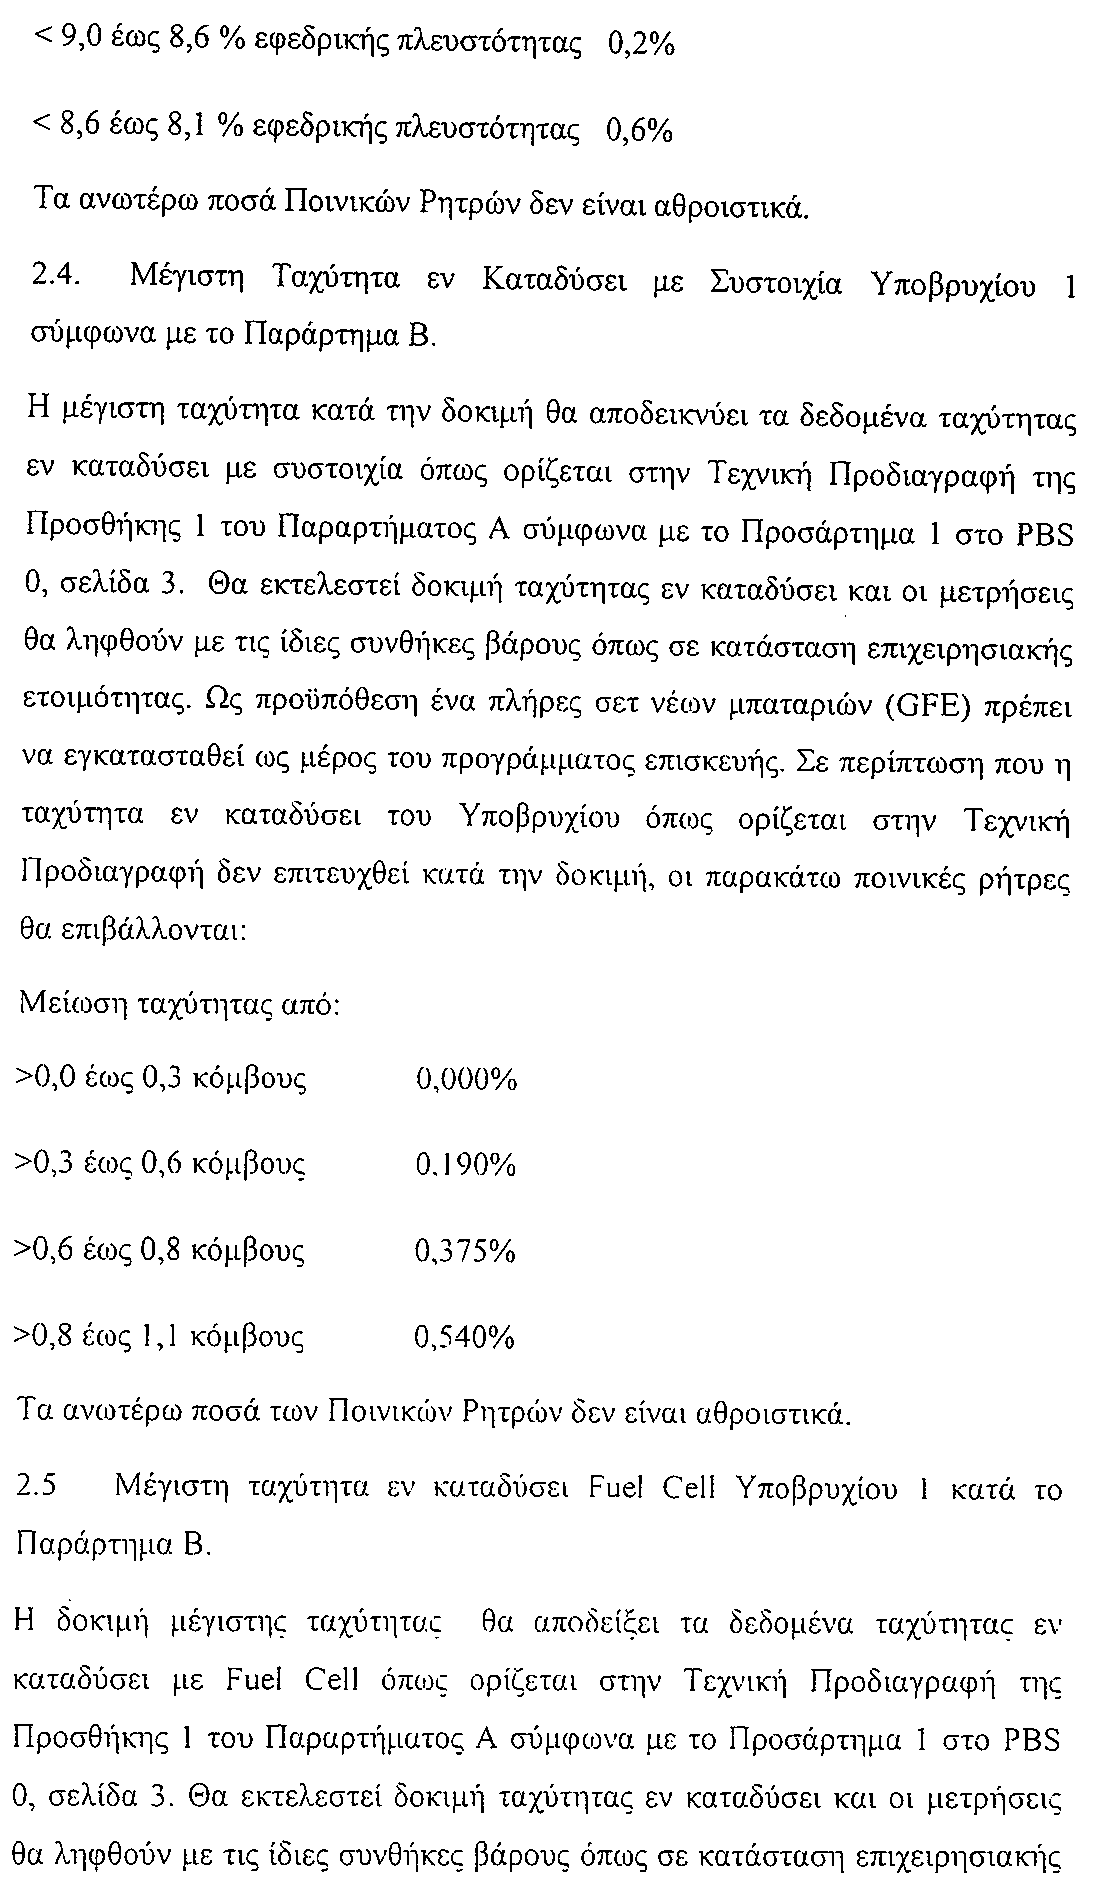 < 9,0 έως 8,6 % εφεδρικής πλευστότητας 0,2%
< 8,6 έως 8,1 % εφεδρικής πλευστότητας 0,6%
Τα ανωτέρω ποσά Ποινικών Ρητρών δεν είναι αθροιστικά.
2.4. Μέγιστη Ταχύτητα εν Καταδύσει με Συστοιχία Υποβρυχίου 1
σύμφωνα με το Παράρτημα Β.
Η μέγιστη ταχύτητα κατά την δοκιμή θα αποδεικνύει τα δεδομένα ταχύτητας
εν καταδύσει με συστοιχία όπως ορίζεται στην Τεχνική Προδιαγραφή της
Προσθήκης 1 του Παραρτήματος Α σύμφωνα με το Προσάρτημα 1 στο PBS
0, σελίδα 3. Θα εκτελεστεί δοκιμή ταχύτητας εν καταδύσει και οι μετρήσεις
θα ληφθούν με τις ίδιες συνθήκες βάρους όπως σε κατάσταση επιχειρησιακής
ετοιμότητας. Ως προϋπόθεση ένα πλήρες σετ νέων μπαταριών (GFE) πρέπει
να εγκατασταθεί ως μέρος του προγράμματος επισκευής. Σε περίπτωση που η
ταχύτητα εν καταδύσει του Υποβρυχίου όπως ορίζεται στην Τεχνική
Προδιαγραφή δεν επιτευχθεί κατά την δοκιμή, οι παρακάτω ποινικές ρήτρες
θα επιβάλλονται:
Μείωση ταχύτητας από:
>0,0 έως 0,3 κόμβους 0,000%
>0,3 έως 0,6 κόμβους 0.190%
>0,6 έως 0,8 κόμβους 0,375%
>0,8 έως 1,1 κόμβους 0,540%
Τα ανωτέρω ποσά των Ποινικών Ρητρών δεν είναι αθροιστικά.
2.5 Μέγιστη ταχύτητα εν καταδύσει Fuel Cell Υποβρυχίου 1 κατά το
Παράρτημα Β.
Η δοκιμή μέγιστης ταχύτητας θα αποδείξει τα δεδομένα ταχύτητας εν
καταδύσει με Fuel Cell όπως ορίζεται στην Τεχνική Προδιαγραφή της
Προσθήκης 1 του Παραρτήματος Α σύμφωνα με το Προσάρτημα 1 στο PBS
0, σελίδα 3. Θα εκτελεστεί δοκιμή ταχύτητας εν καταδύσει και οι μετρήσεις
θα ληφθούν με τις ίδιες συνθήκες βάρους όπως σε κατάσταση επιχειρησιακής